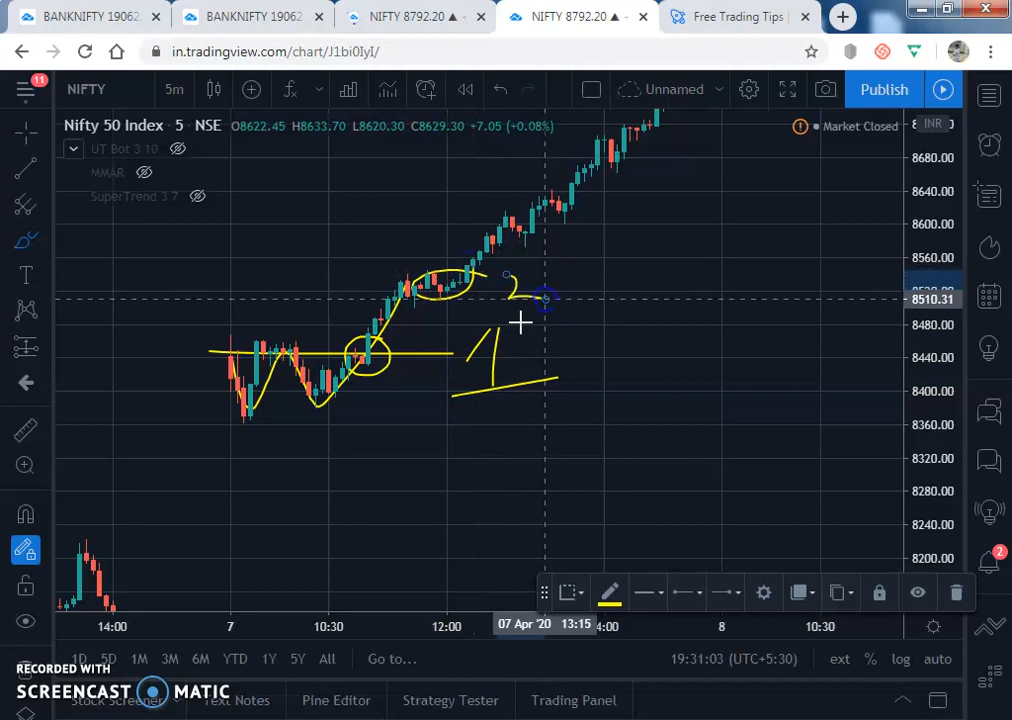 BANKNIFTY 19062
BANKNIFTY 19062
NIFTY 8792.20 ▲
NIFTY 8792.20 ▲ -
Free Trading Tips
in.tradingview.com/chart/J1bi0IyI/
11
NIFTY
5m
Unnamed
Publish
Nifty 50 Index • 5 • NSE O8622.45 H8633.70 L8620.30 C8629.30 +7.05 (+0.08%)
Market Closed
INR
UT Bot 3 10
MMAR
SuperTrend 3 7
8680.00
8640.00
8600.00
8560.00
8510.31
8480.00
8440.00
8400.00
8360.00
8320.00
8280.00
8240.00
8200.00
2
1
2
14:00
7
10:30
12:00
07 Apr '20 13:15
8
10:30
1D 5D 1M 3M 6M YTD 1Y 5Y All Go to...
19:31:03 (UTC+5:30)
ext % log auto
RECORDED WITH
SCREENCAST MATIC
Stock Screener
Text Notes
Pine Editor
Strategy Tester
Trading Panel